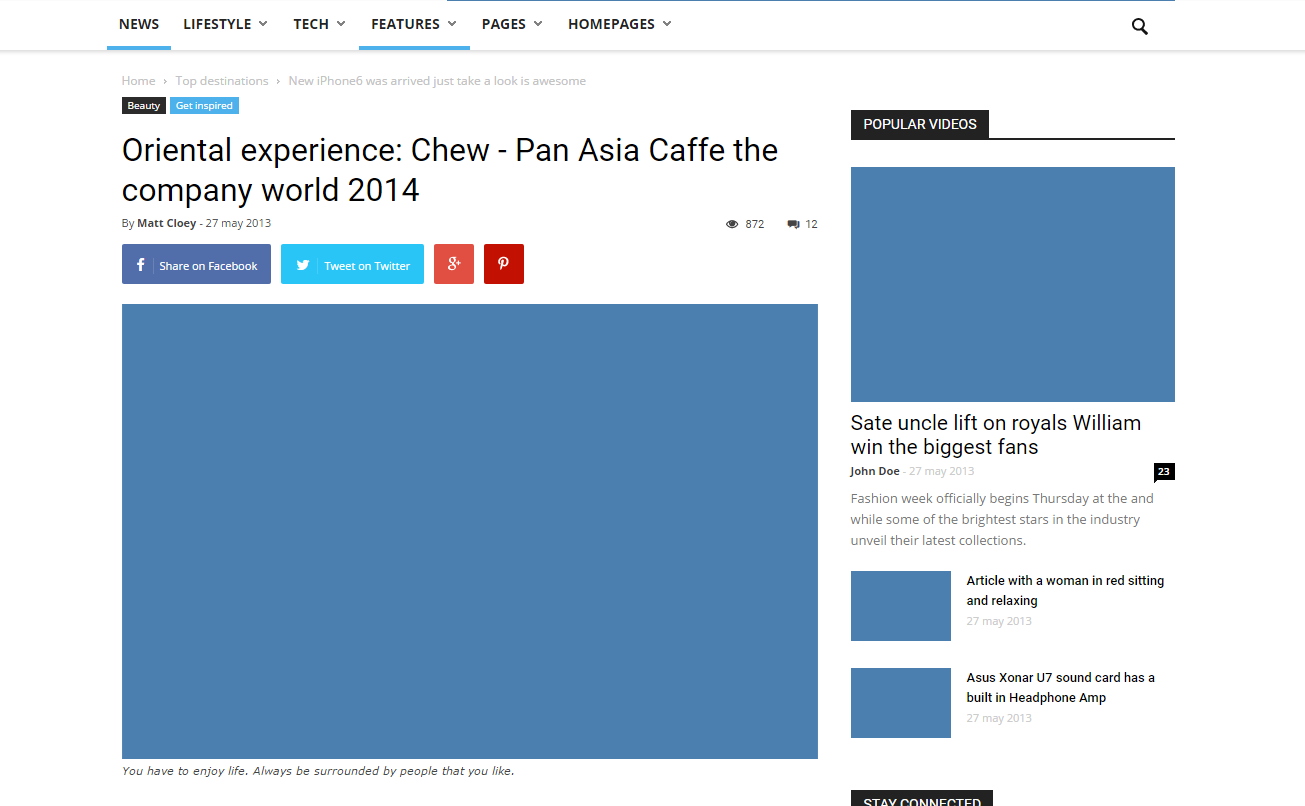 NEWS LIFESTYLE TECH FEATURES PAGES HOMEPAGES
Home › Top destinations › New iPhone6 was arrived just take a look is awesome
Beauty Get inspired
Oriental experience: Chew - Pan Asia Caffe the
company world 2014
By Matt Cloey - 27 may 2013 872 12
Share on Facebook Tweet on Twitter
You have to enjoy life. Always be surrounded by people that you like.
POPULAR VIDEOS
Sate uncle lift on royals William
win the biggest fans
John Doe - 27 may 2013 23
Fashion week officially begins Thursday at the and
while some of the brightest stars in the industry
unveil their latest collections.
Article with a woman in red sitting
and relaxing
27 may 2013
Asus Xonar U7 sound card has a
built in Headphone Amp
27 may 2013
STAY CONNECTED